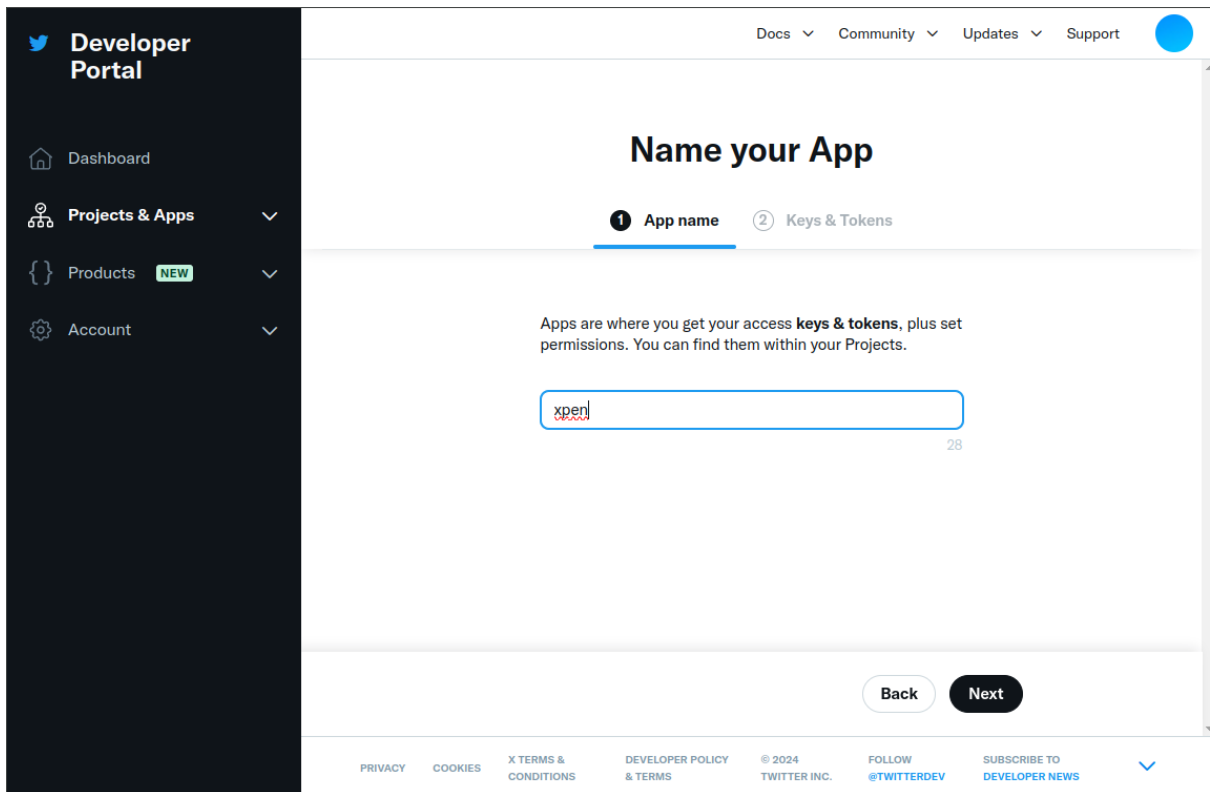 Developer
Portal
Docs Community Updates Support
Dashboard
Projects & Apps
Products NEW
Account
Name your App
1 App name 2 Keys & Tokens
Apps are where you get your access keys & tokens, plus set
permissions. You can find them within your Projects.
xpen
28
Back Next
PRIVACY
COOKIES
X TERMS &
CONDITIONS
DEVELOPER POLICY
& TERMS
© 2024
TWITTER INC.
FOLLOW
@TWITTERDEV
SUBSCRIBE TO
DEVELOPER NEWS